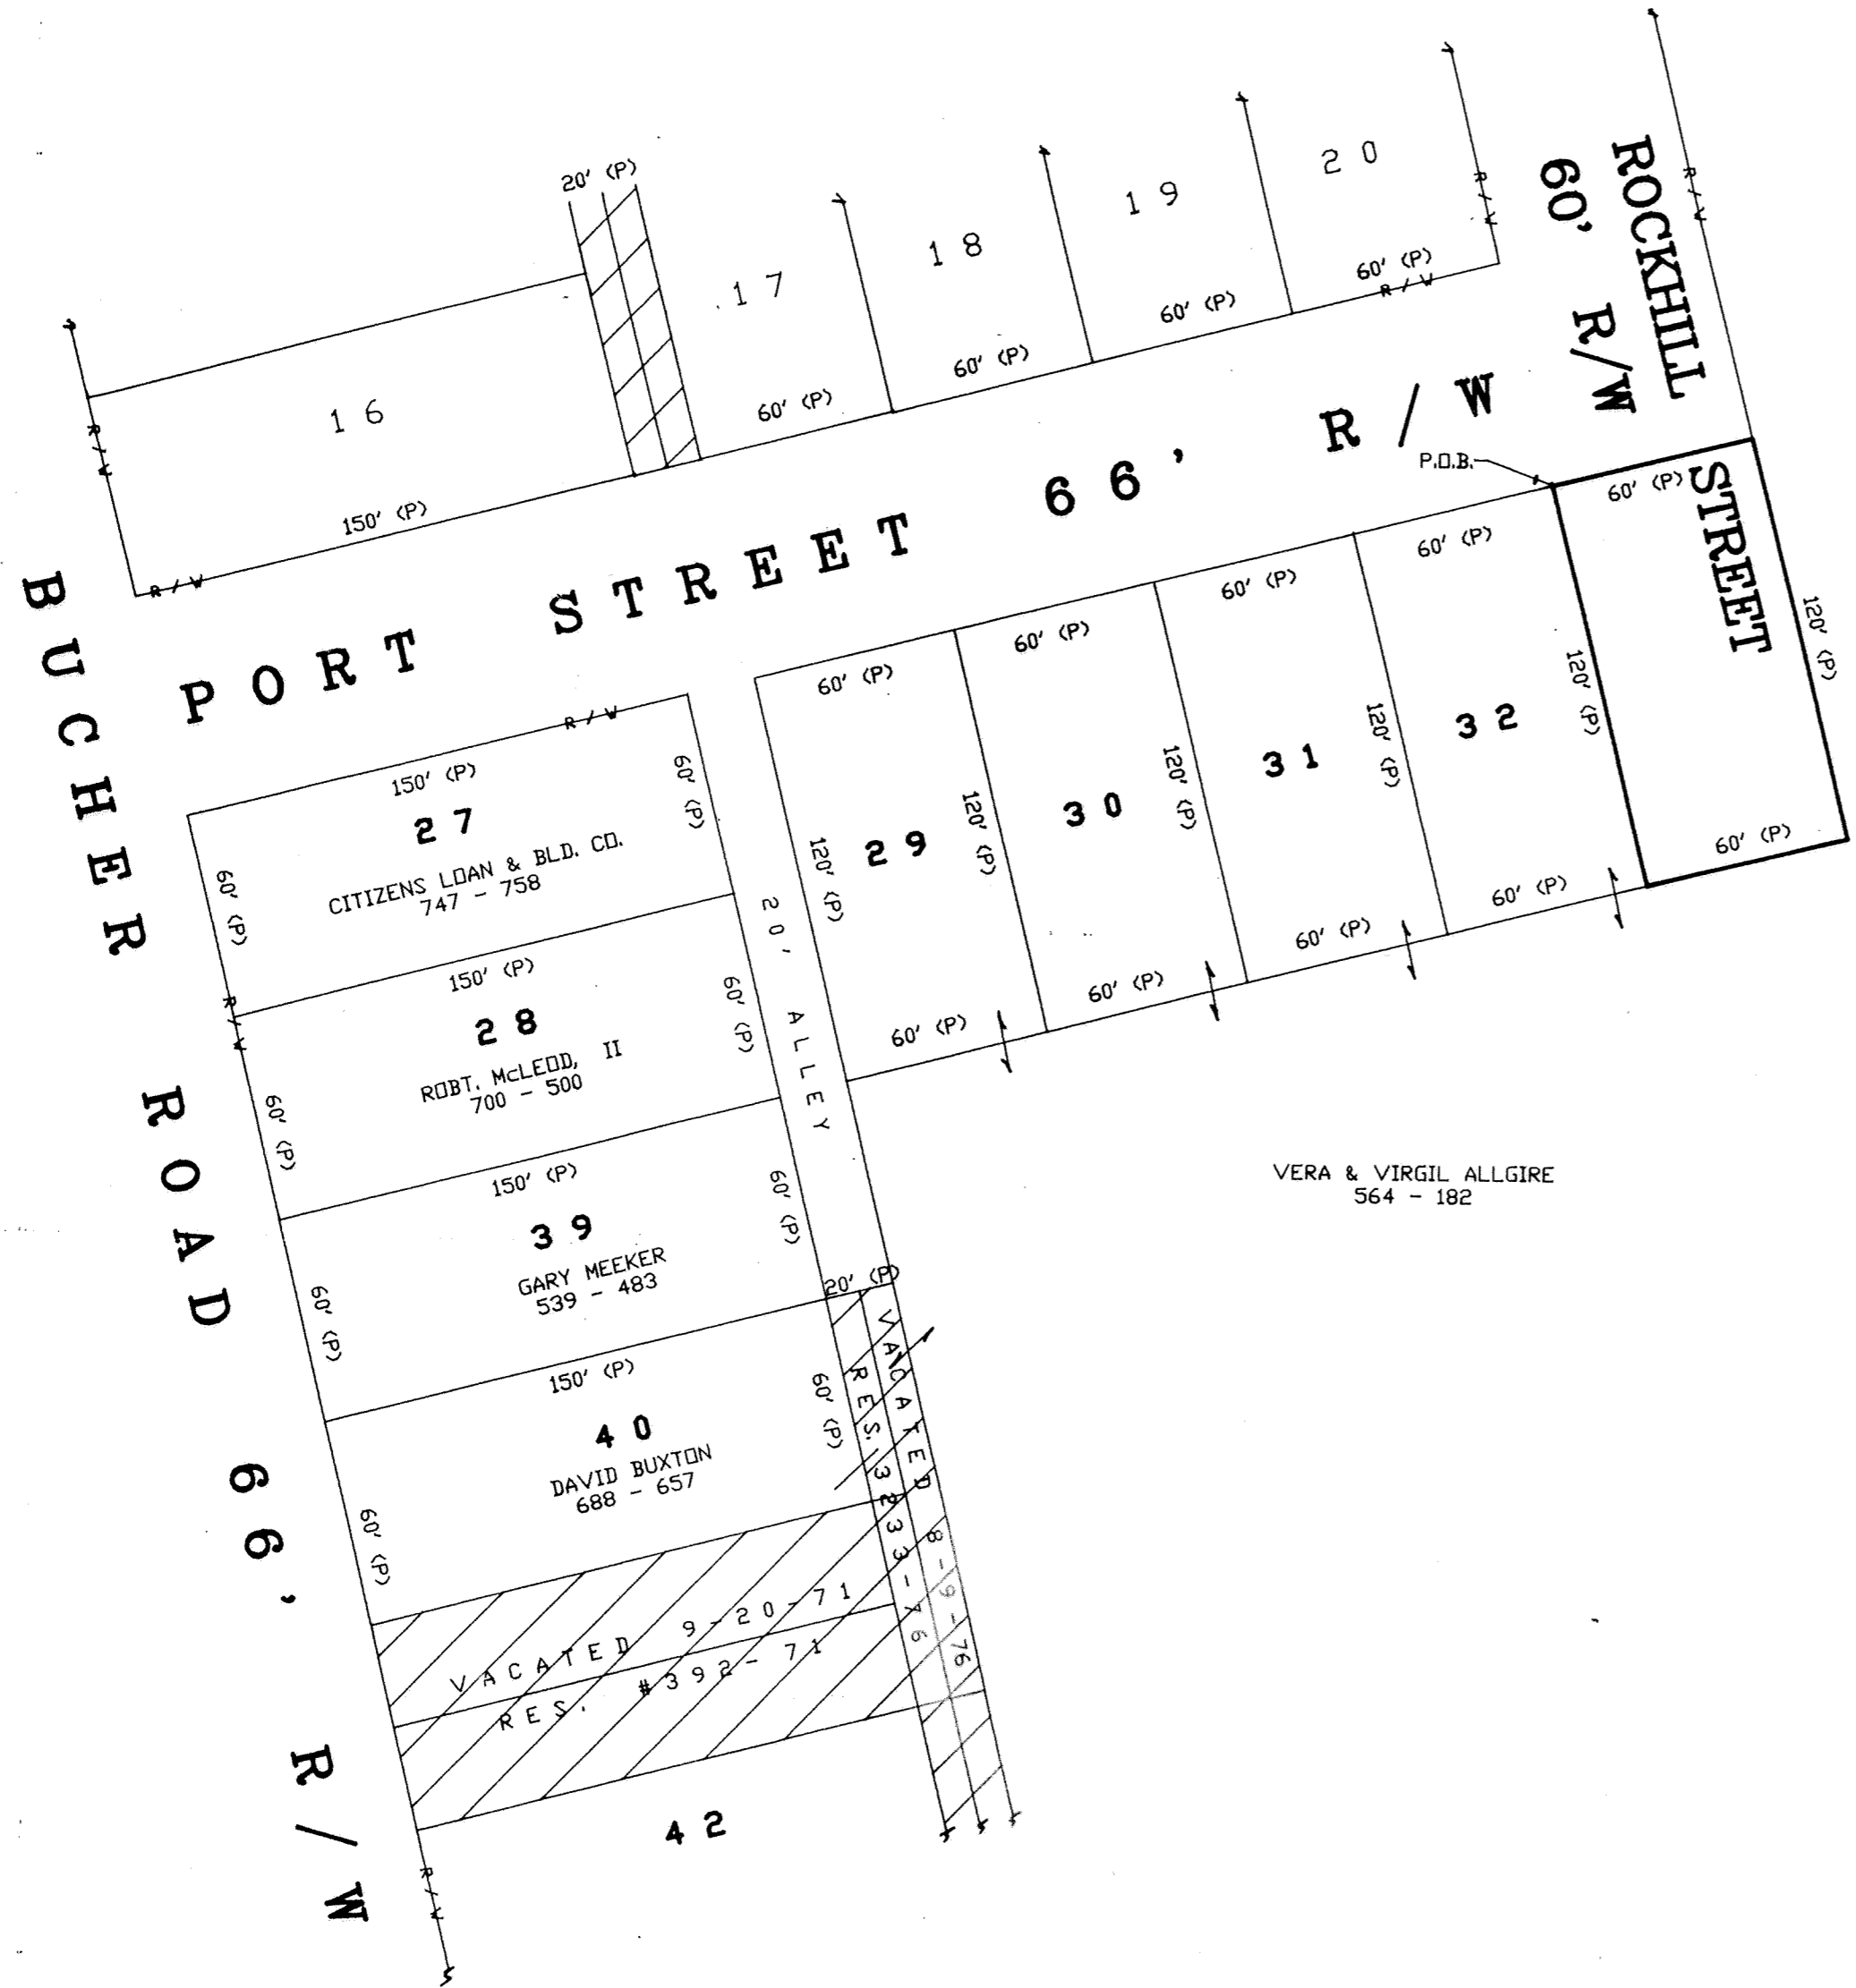 20' (P)
16
17
18
19
20
R/W
R/W
R/W
ROCKHILL
STREET
60' R/W
R/W
150' (P)
60' (P)
60' (P)
60' (P)
60' (P)
R/W
PORT STREET 66' R/W
P.O.B.
60' (P)
120' (P)
120' (P)
60' (P)
BUCHER ROAD 66' R/W
R/W
150' (P)
27
CITIZENS LOAN & BLD. CO.
747 - 758
60' (P)
60' (P)
R/W
150' (P)
28
ROBT. McLEOD, II
700 - 500
60' (P)
60' (P)
150' (P)
39
GARY MEEKER
539 - 483
60' (P)
60' (P)
150' (P)
40
DAVID BUXTON
688 - 657
60' (P)
60' (P)
20' ALLEY
60' (P)
29
120' (P)
120' (P)
60' (P)
60' (P)
30
120' (P)
60' (P)
60' (P)
31
120' (P)
60' (P)
60' (P)
32
60' (P)
VERA & VIRGIL ALLGIRE
564 - 182
20' (P)
VACATED 8-9-76
RES. 3233-76
VACATED 9-20-71
RES. #392-71
42
R/W